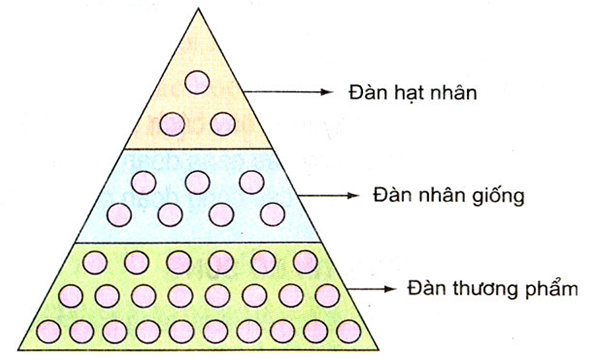 Đàn hạt nhân
Đàn nhân giống
Đàn thương phẩm